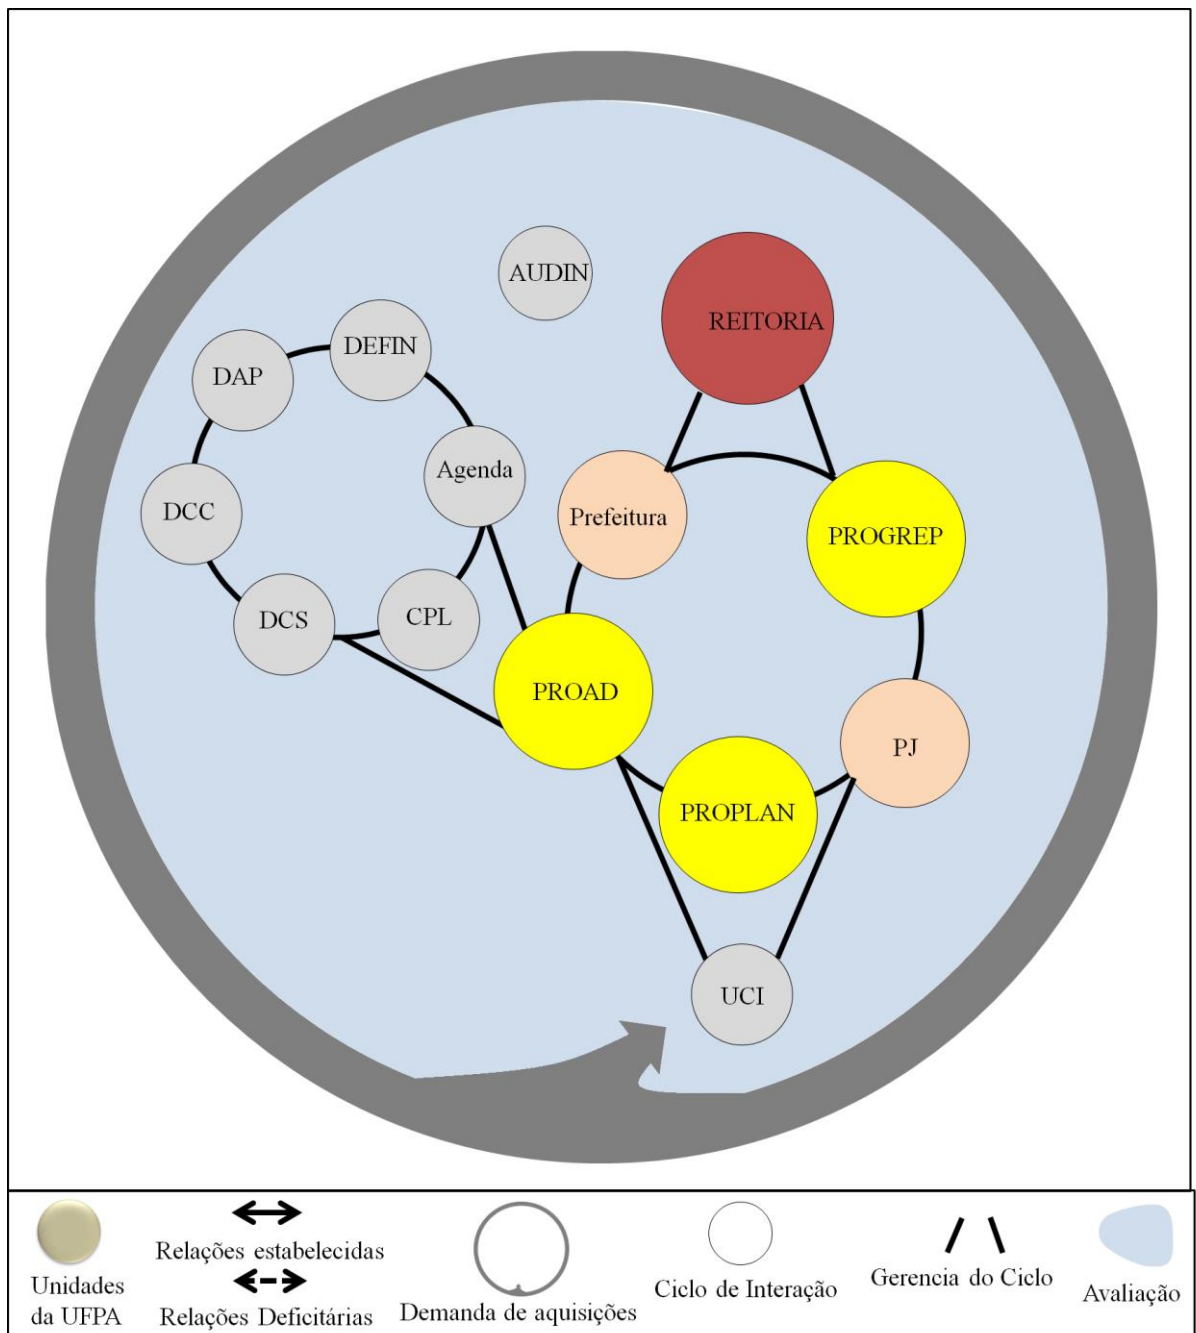 AUDIN
REITORIA
DEFIN
DAP
Agenda
DCC
Prefeitura
PROGREP
DCS
CPL
PROAD
PJ
PROPLAN
UCI
Unidades
da UFPA
Relações estabelecidas
Relações Deficitárias
Demanda de aquisições
Ciclo de Interação
Gerencia do Ciclo
Avaliação